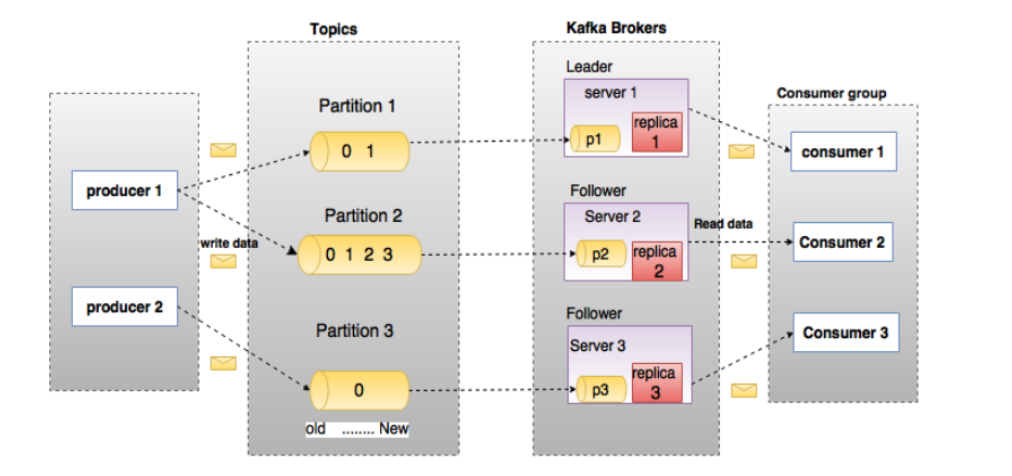 Topics
Kafka Brokers
Leader
server 1
Consumer group
Partition 1
replica
1
p1
0 1
consumer 1
producer 1
Follower
Partition 2
Server 2
Read data
write data
0 1 2 3
p2
replica
2
Consumer 2
producer 2
Follower
Partition 3
Server 3
Consumer 3
replica
3
0
p3
old ........ New